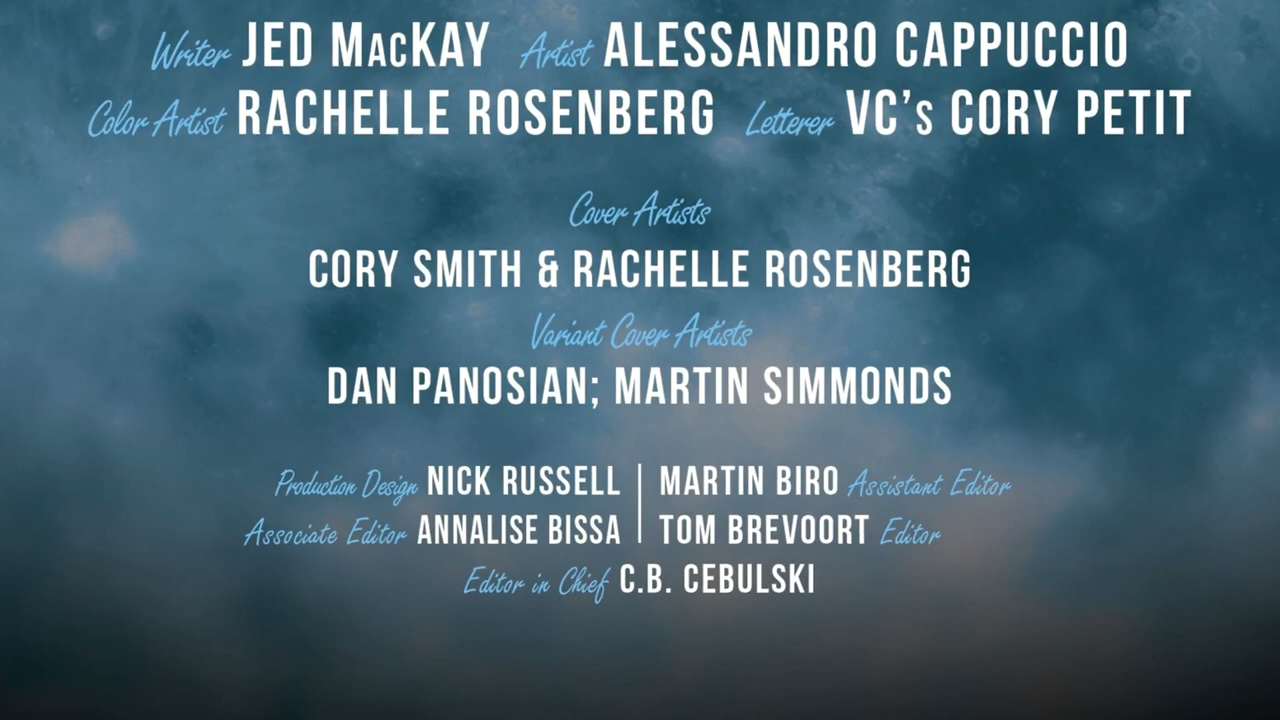 Writer JED MacKAY Artist ALESSANDRO CAPPUCCIO
Color Artist RACHELLE ROSENBERG Letterer VC's CORY PETIT
Cover Artists
CORY SMITH & RACHELLE ROSENBERG
Variant Cover Artists
DAN PANOSIAN; MARTIN SIMMONDS
Production Design NICK RUSSELL | MARTIN BIRO Assistant Editor
Associate Editor ANNALISE BISSA | TOM BREVOORT Editor
Editor in Chief C.B. CEBULSKI